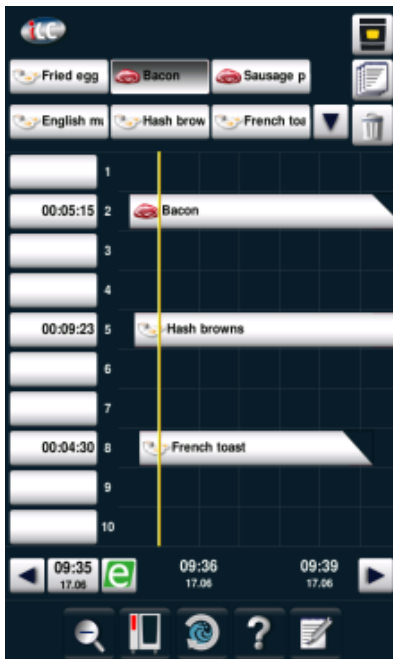 icc
Fried egg Bacon Sausage p
English mu Hash brow French toa
1
00:05:15 2 Bacon
3
4
00:09:23 5 Hash browns
6
7
00:04:30 8 French toast
9
10
09:35 e 09:36 09:39
17.06 17.06 17.06
?